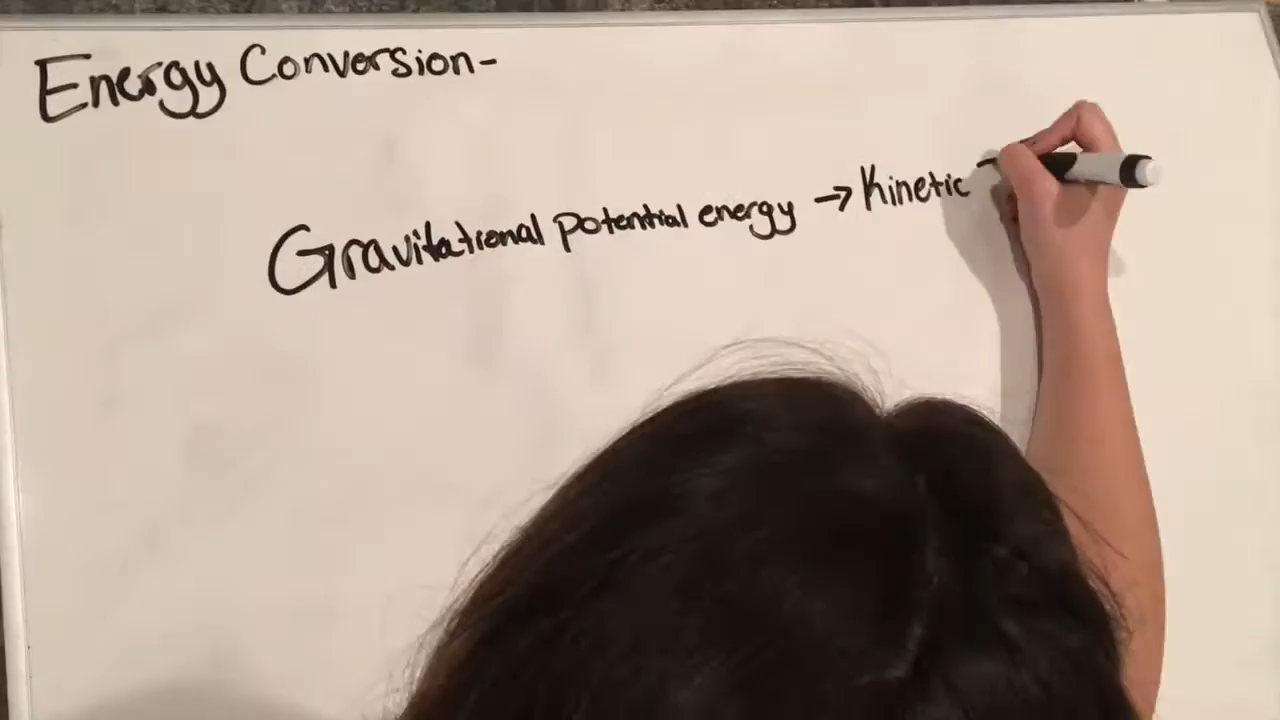 Energy Conversion-
Gravitational potential energy → Kinetic